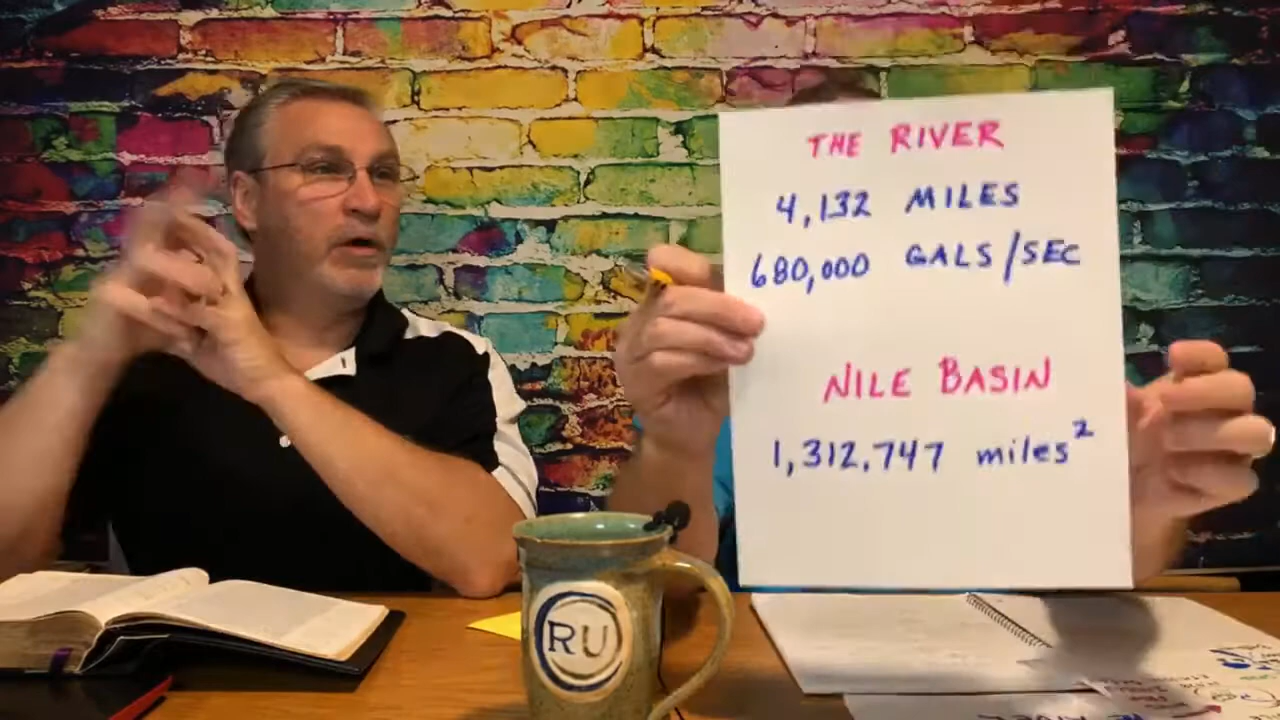 THE RIVER
4,132 MILES
680,000 GALS/SEC
NILE BASIN
1,312,747 miles²
RU